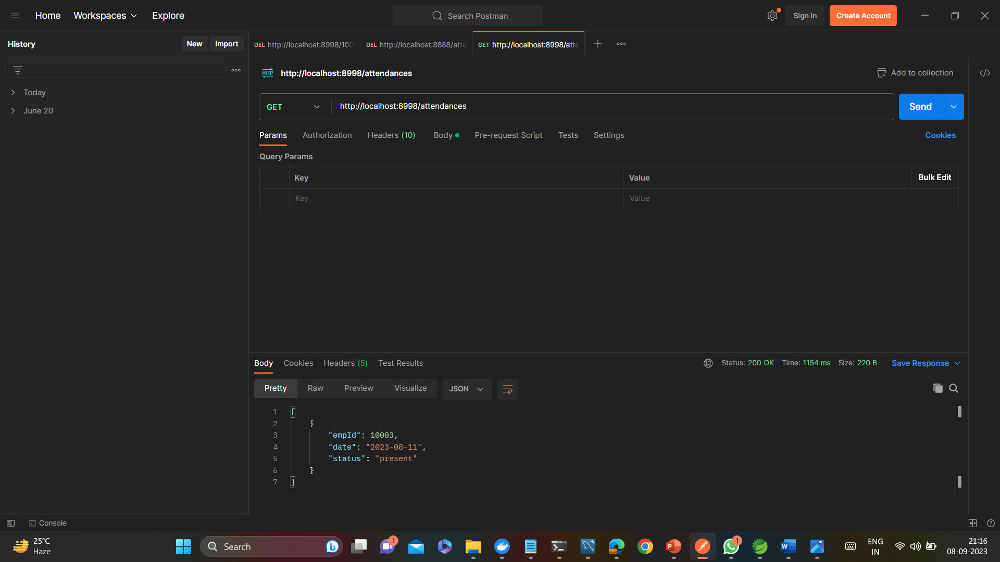 Home Workspaces Explore Search Postman Sign In Create Account
History New Import DEL http://localhost:8998/100 DEL http://localhost:8888/atte GET http://localhost:8998/atte
HTTP http://localhost:8998/attendances Add to collection
Today
June 20
GET http://localhost:8998/attendances Send
Params Authorization Headers (10) Body Pre-request Script Tests Settings Cookies
Query Params
Key Value Bulk Edit
Key Value
Body Cookies Headers (5) Test Results Status: 200 OK Time: 1154 ms Size: 220 B Save Response
Pretty Raw Preview Visualize JSON
1 [
2 {
3 "empId": 10003,
4 "date": "2023-08-11",
5 "status": "present"
6 }
7 ]
Console
25°C
Haze
Search
1
1
ENG
IN
21:16
08-09-2023